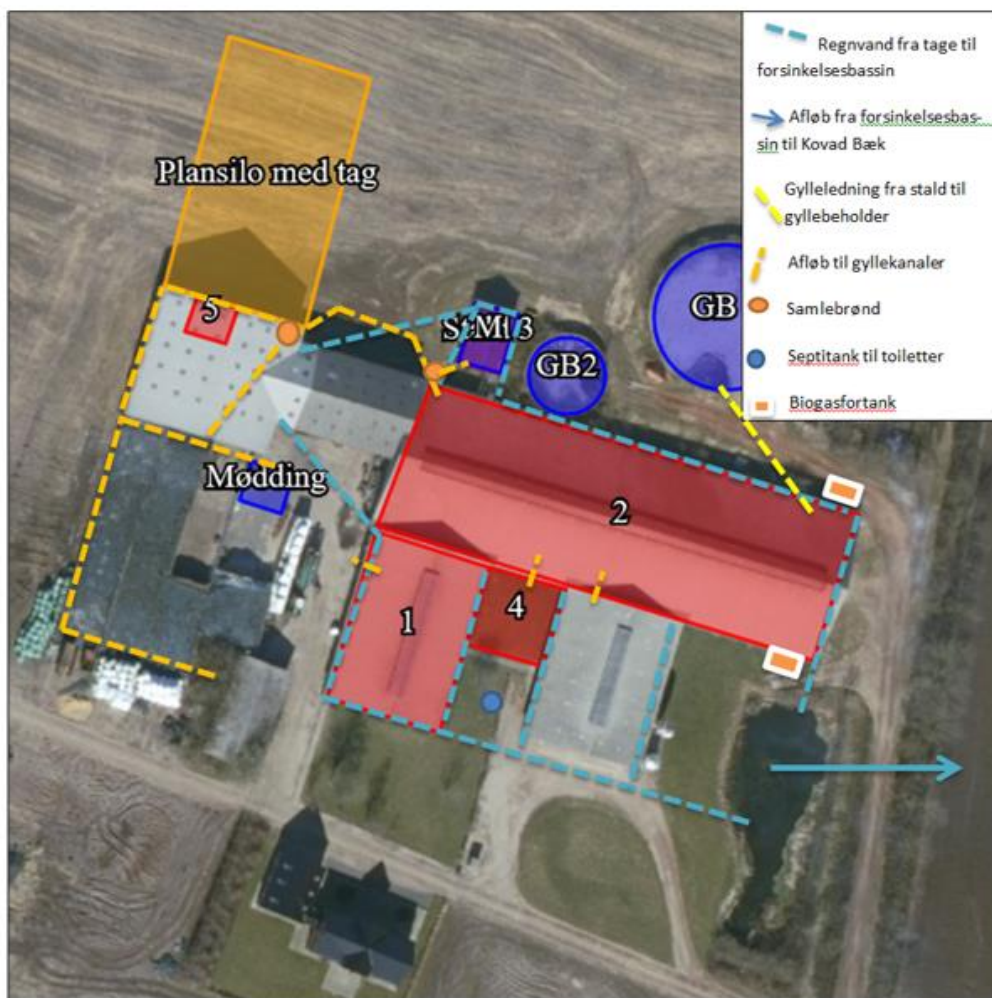 Regnvand fra tage til
forsinkelsesbassin
Afløb fra forsinkelsesbas-
sin til Kovad Bæk
Gylleledning fra stald til
gyllebeholder
Afløb til gyllekanaler
Samlebrønd
Septitank til toiletter
Biogasfortank
Plansilo med tag
5
3
GB
GB2
Mødding
2
1
4